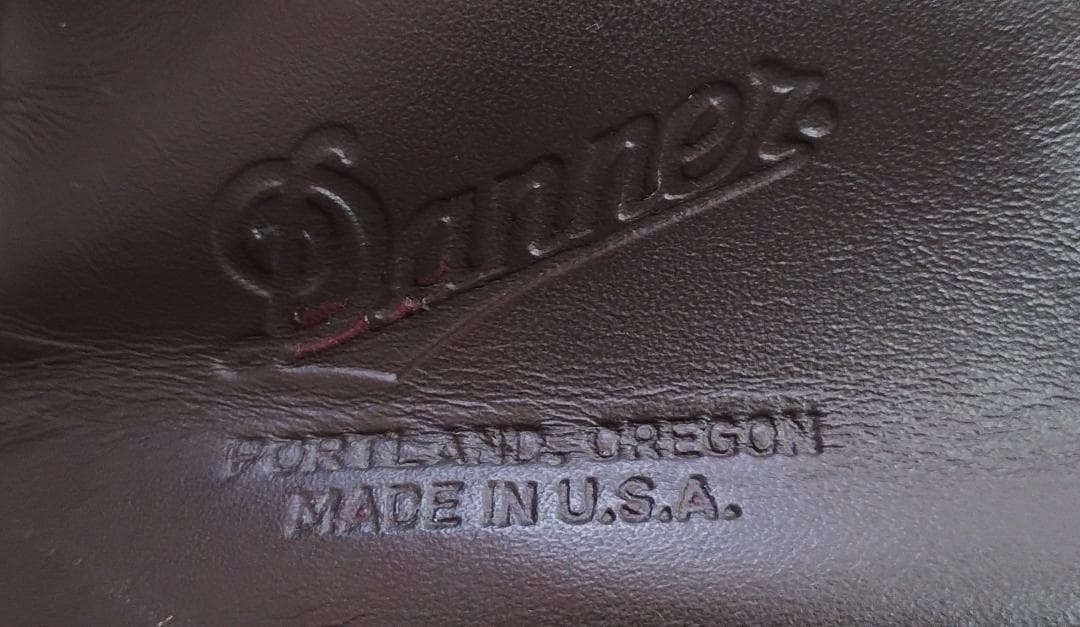 Danner
PORTLAND, OREGON
MADE IN U.S.A.